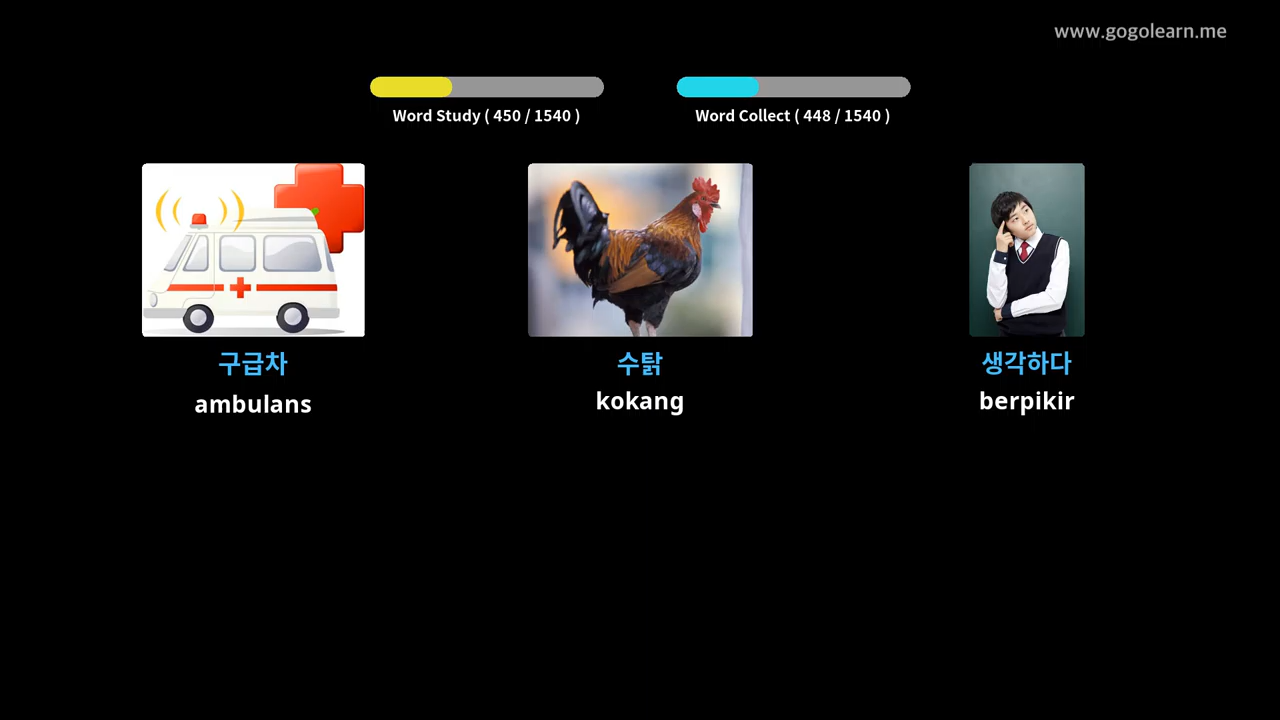 www.gogolearn.me
Word Study ( 450 / 1540 )
Word Collect ( 448 / 1540 )
구급차
수탉
생각하다
ambulans
kokang
berpikir